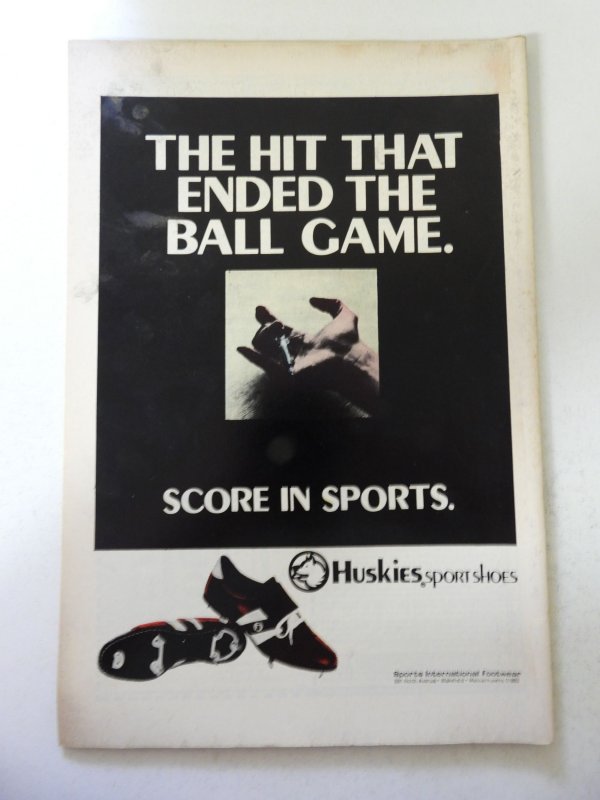 THE HIT THAT
ENDED THE
BALL GAME.
SCORE IN SPORTS.
Huskies SPORT SHOES
Sports International Footwear